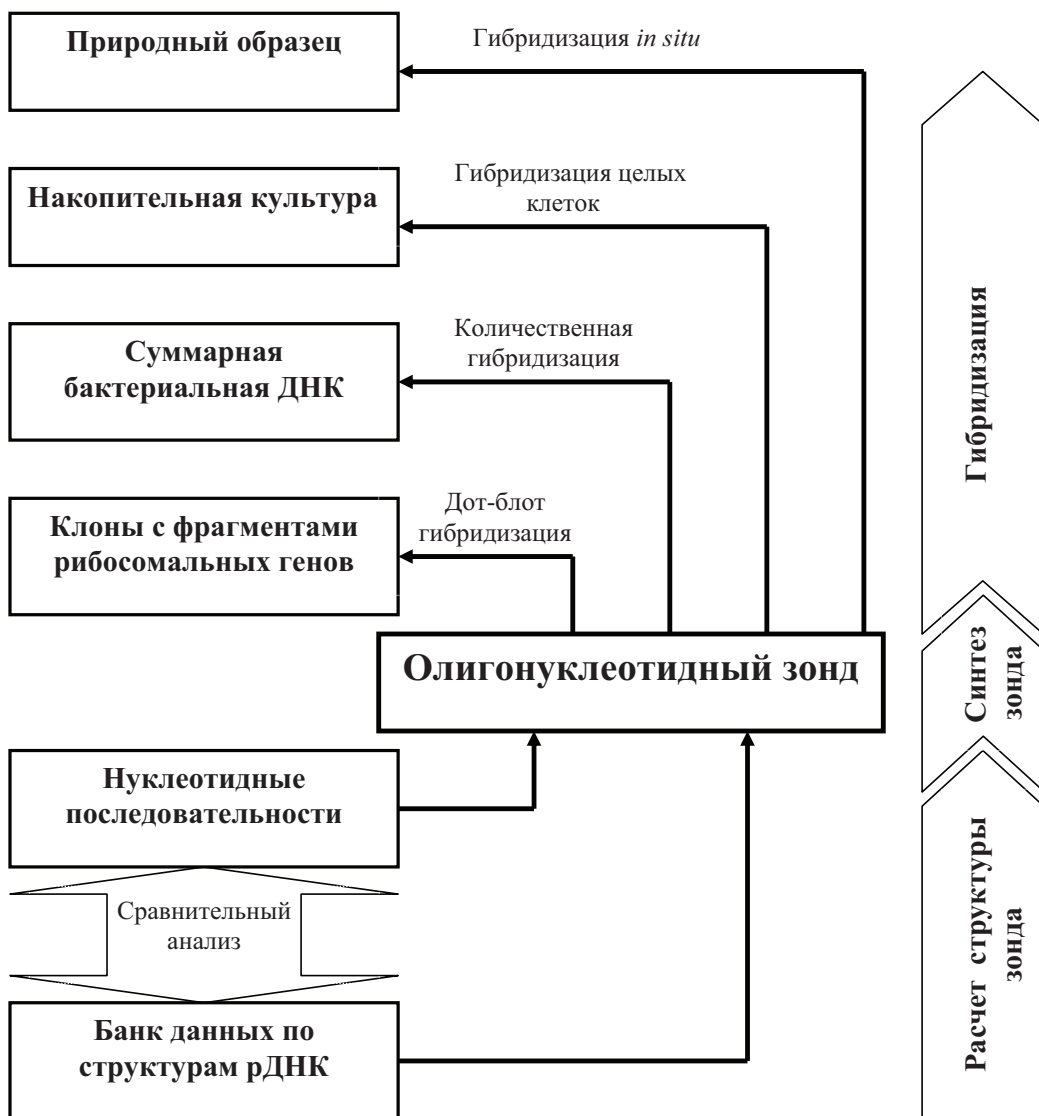 Природный образец
Гибридизация in situ
Накопительная культура
Гибридизация целых
клеток
Суммарная
бактериальная ДНК
Количественная
гибридизация
Клоны с фрагментами
рибосомальных генов
Дот-блот
гибридизация
Олигонуклеотидный зонд
Нуклеотидные
последовательности
Сравнительный
анализ
Банк данных по
структурам рДНК
Гибридизация
Синтез
зонда
Расчет структуры
зонда